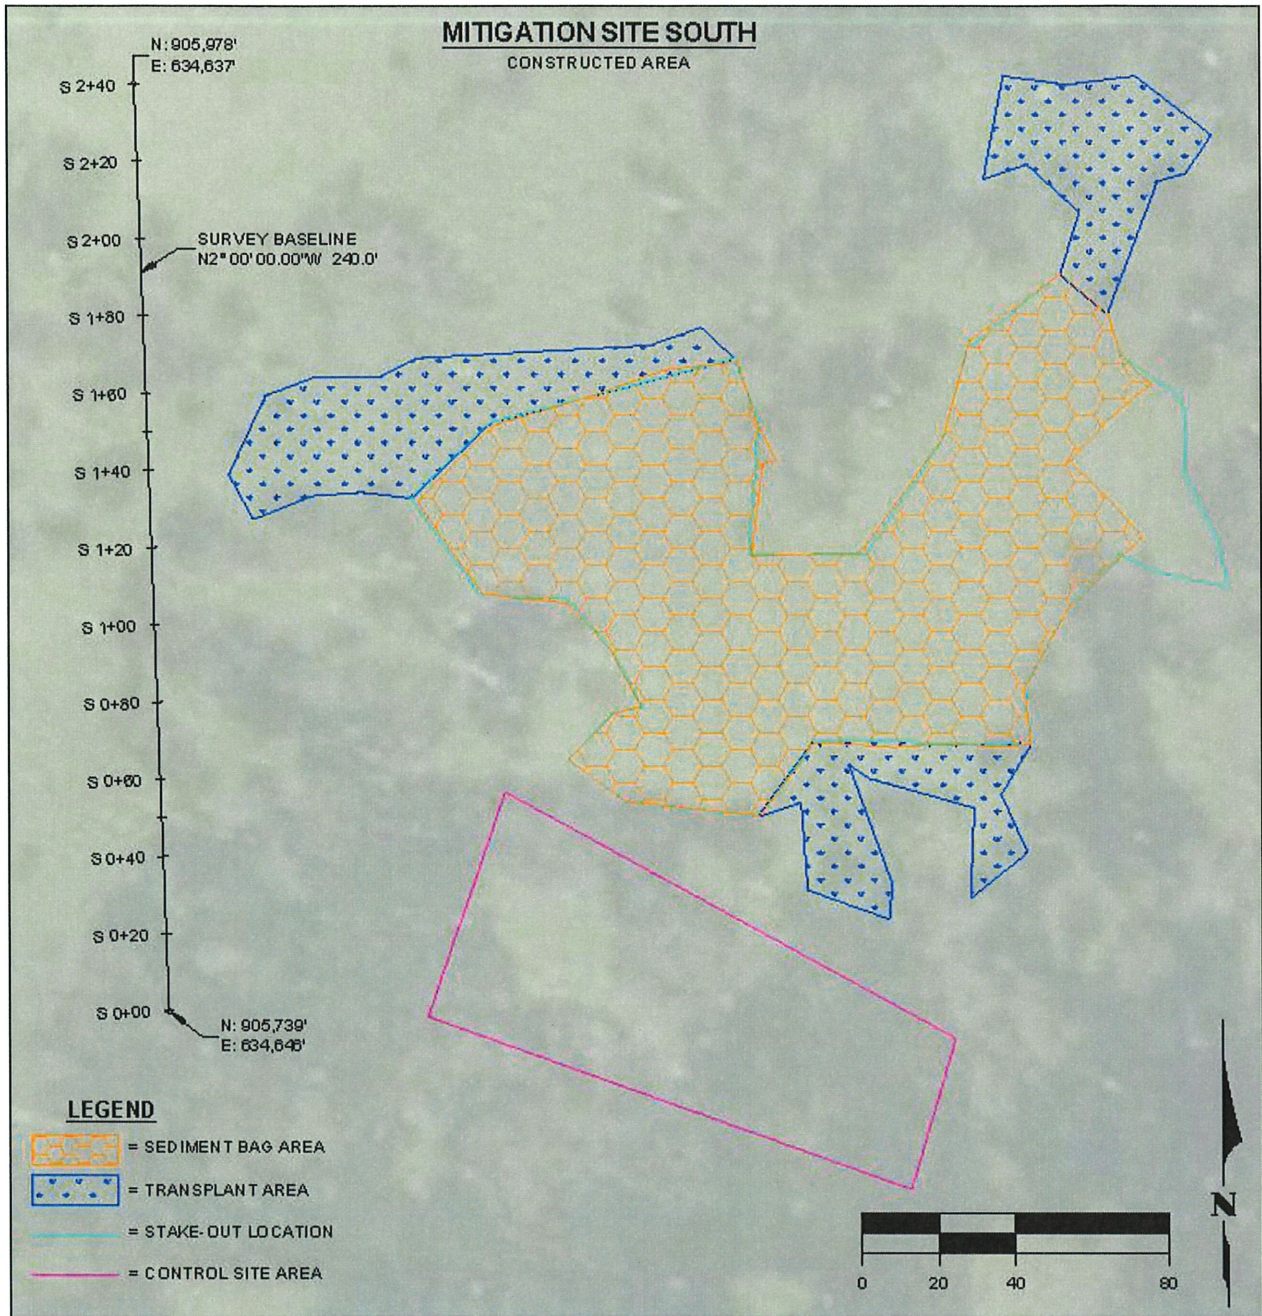 MITIGATION SITE SOUTH
CONSTRUCTED AREA
N: 905,978'
E: 634,637'
S 2+40
S 2+20
S 2+00
SURVEY BASELINE
N2°00'00.00"W 240.0'
S 1+80
S 1+60
S 1+40
S 1+20
S 1+00
S 0+80
S 0+60
S 0+40
S 0+20
S 0+00
N: 905,739'
E: 634,646'
LEGEND
= SEDIMENT BAG AREA
= TRANSPLANT AREA
= STAKE-OUT LOCATION
= CONTROL SITE AREA
N
0 20 40 80